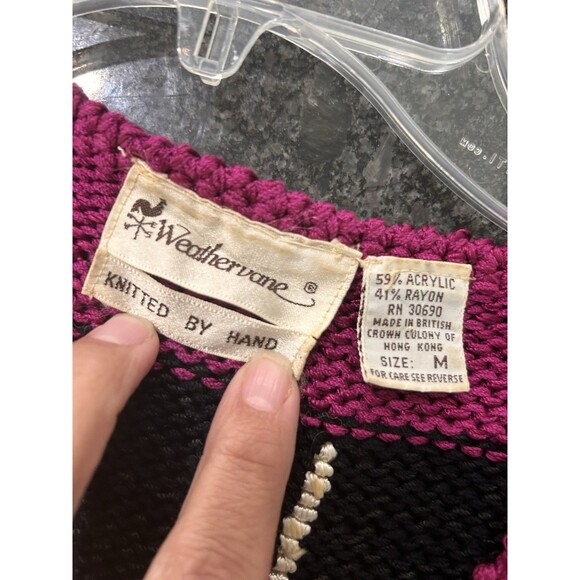 Weathervane ®
KNITTED BY HAND
59% ACRYLIC
41% RAYON
RN 30690
MADE IN BRITISH
CROWN COLONY OF
HONG KONG
SIZE: M
FOR CARE SEE REVERSE